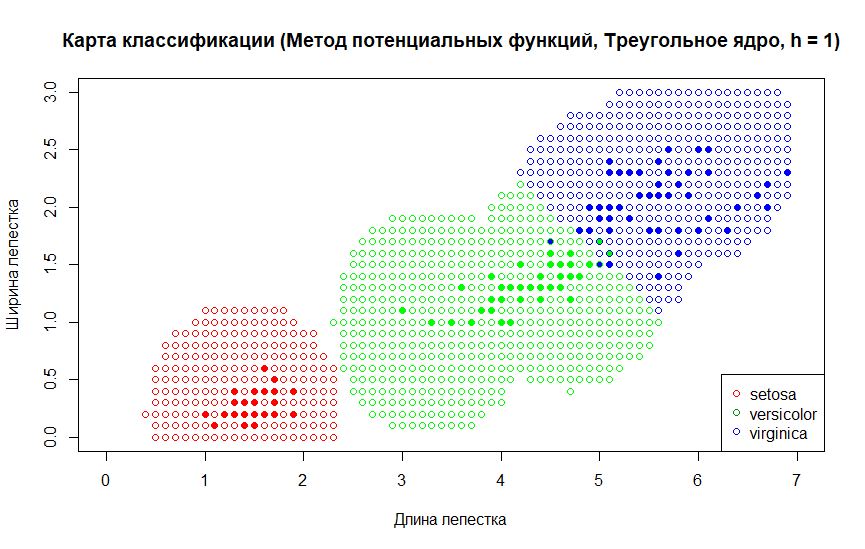 Карта классификации (Метод потенциальных функций, Треугольное ядро, h = 1)
Ширина лепестка
3.0
2.5
2.0
1.5
1.0
0.5
0.0
setosa
versicolor
virginica
0 1 2 3 4 5 6 7
Длина лепестка